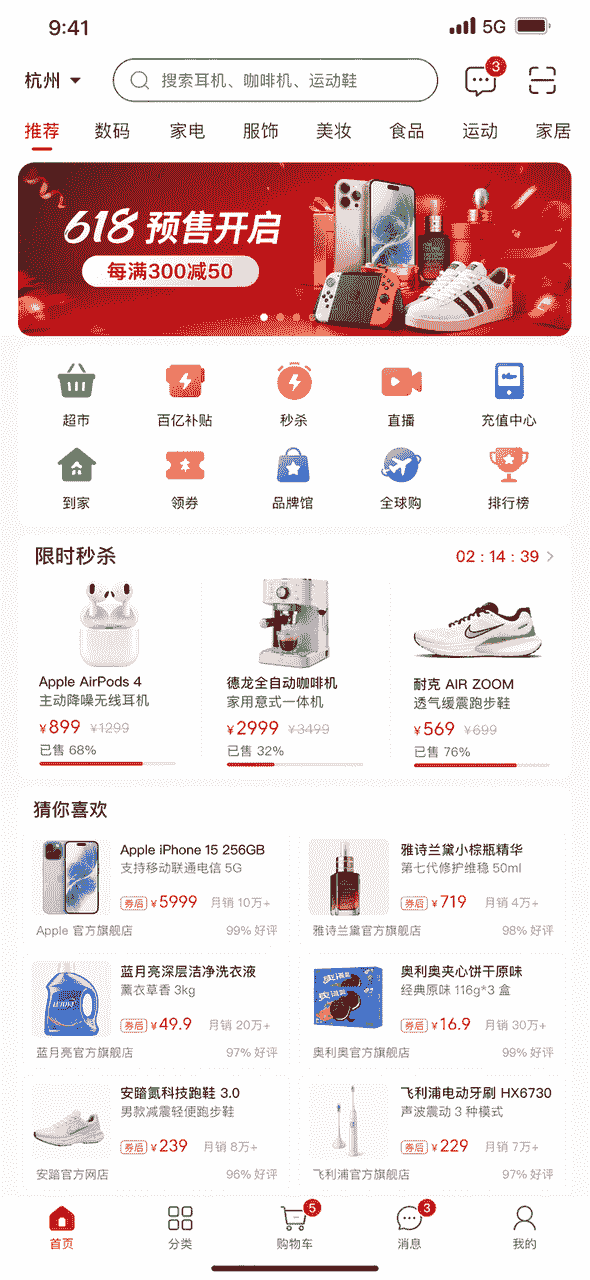 9:41
5G
杭州
搜索耳机、咖啡机、运动鞋
3
推荐 数码 家电 服饰 美妆 食品 运动 家居
618 预售开启
每满300减50
超市 百亿补贴 秒杀 直播 充值中心
到家 领券 品牌馆 全球购 排行榜
限时秒杀
02 : 14 : 39
Apple AirPods 4
主动降噪无线耳机
¥899 ¥1299
已售 68%
德龙全自动咖啡机
家用意式一体机
¥2999 ¥3499
已售 32%
耐克 AIR ZOOM
透气缓震跑步鞋
¥569 ¥699
已售 76%
猜你喜欢
Apple iPhone 15 256GB
支持移动联通电信 5G
券后 ¥5999 月销 10万+
Apple 官方旗舰店 99% 好评
雅诗兰黛小棕瓶精华
第七代修护维稳 50ml
券后 ¥719 月销 4万+
雅诗兰黛官方旗舰店 98% 好评
蓝月亮深层洁净洗衣液
薰衣草香 3kg
券后 ¥49.9 月销 20万+
蓝月亮官方旗舰店 97% 好评
奥利奥夹心饼干原味
经典原味 116g*3 盒
券后 ¥16.9 月销 30万+
奥利奥官方旗舰店 99% 好评
安踏氮科技跑鞋 3.0
男款减震轻便跑步鞋
券后 ¥239 月销 8万+
安踏官方网店 96% 好评
飞利浦电动牙刷 HX6730
声波震动 3 种模式
券后 ¥229 月销 7万+
飞利浦官方旗舰店 97% 好评
5
3
首页 分类 购物车 消息 我的